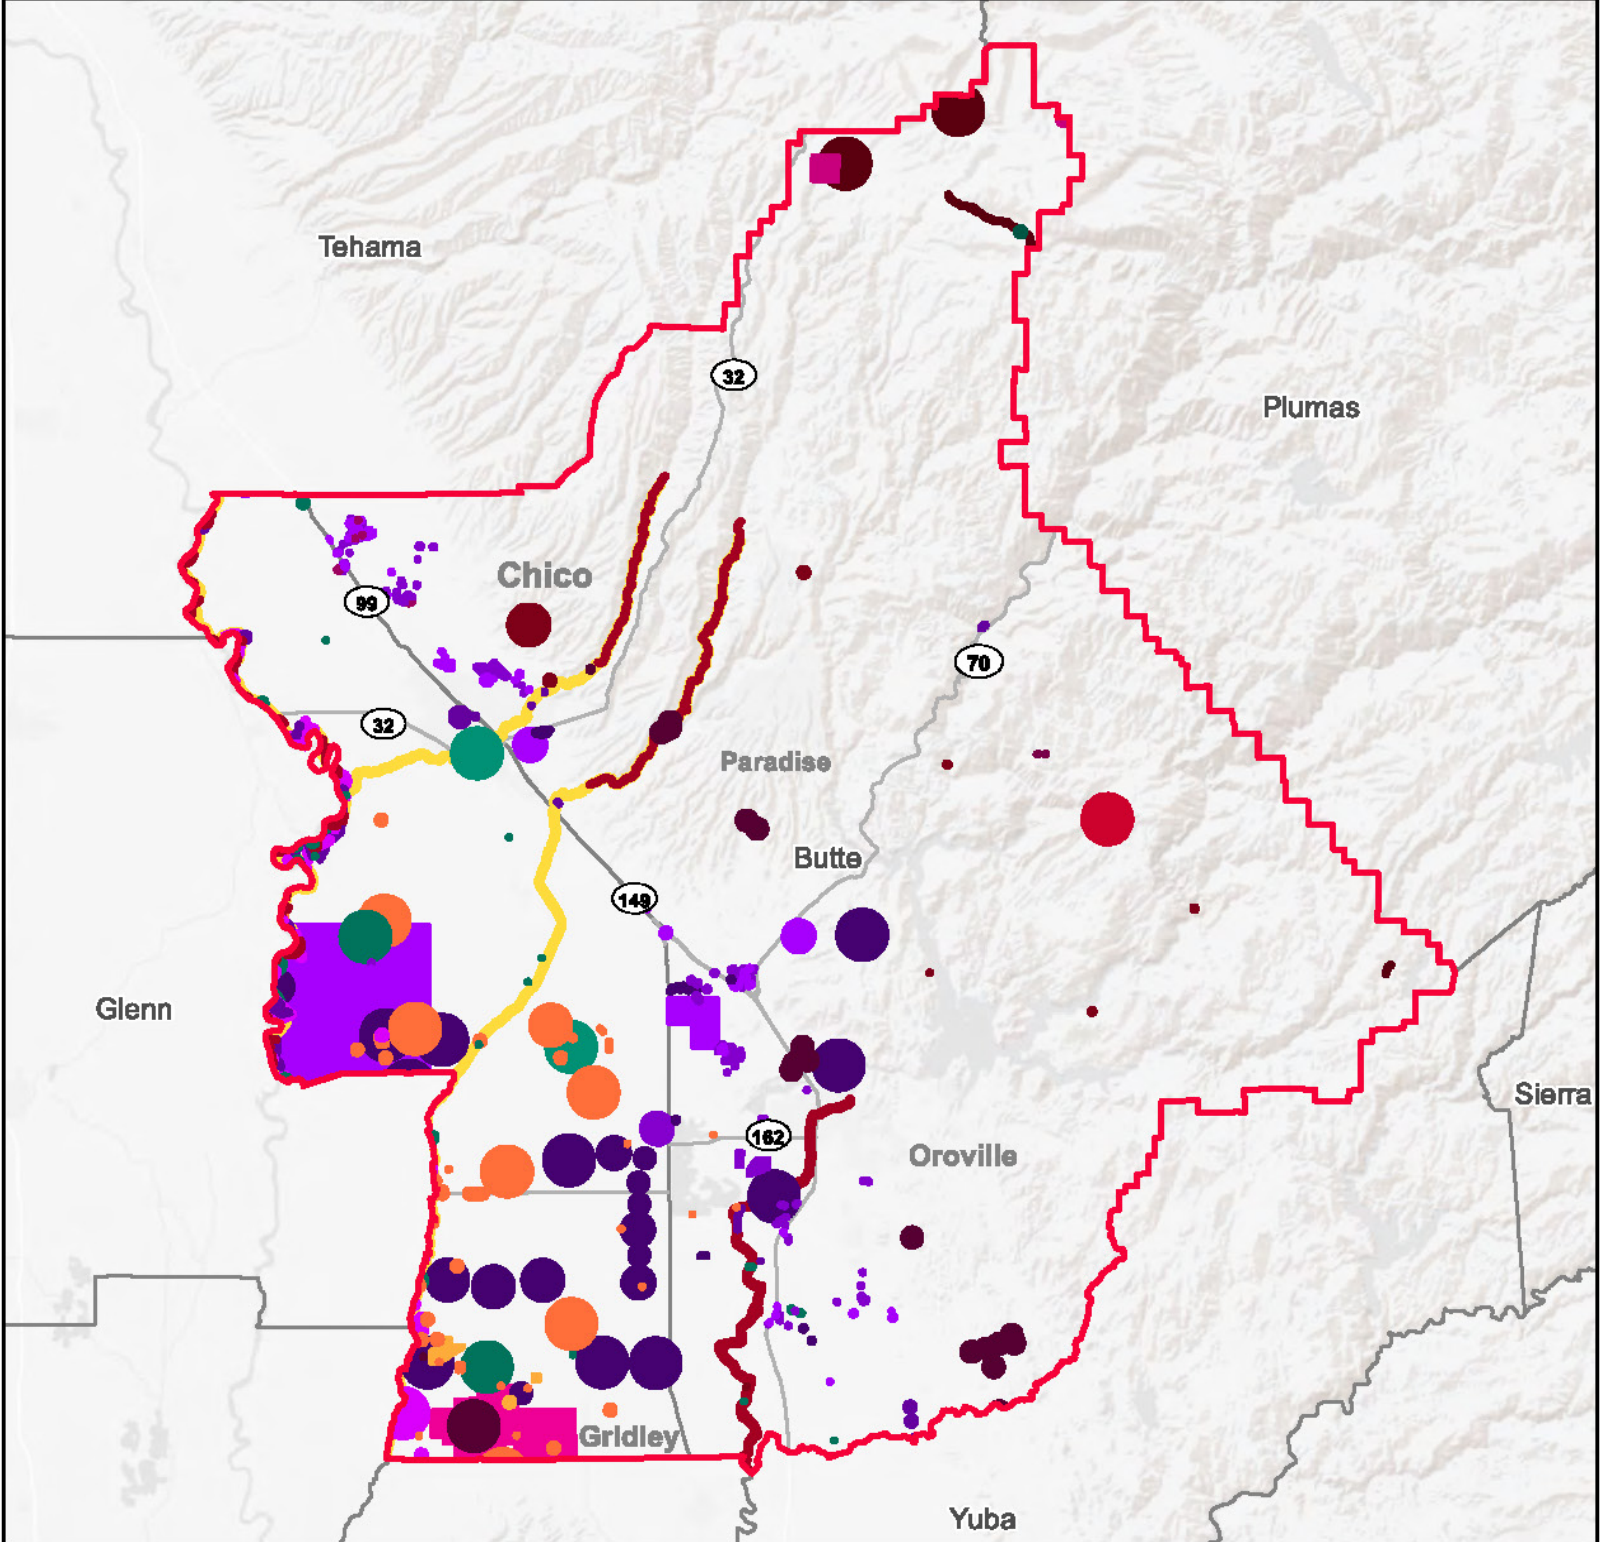 Tehama
32
Plumas
Chico
99
70
32
Paradise
Butte
149
Glenn
Sierra
162
Oroville
Gridley
Yuba